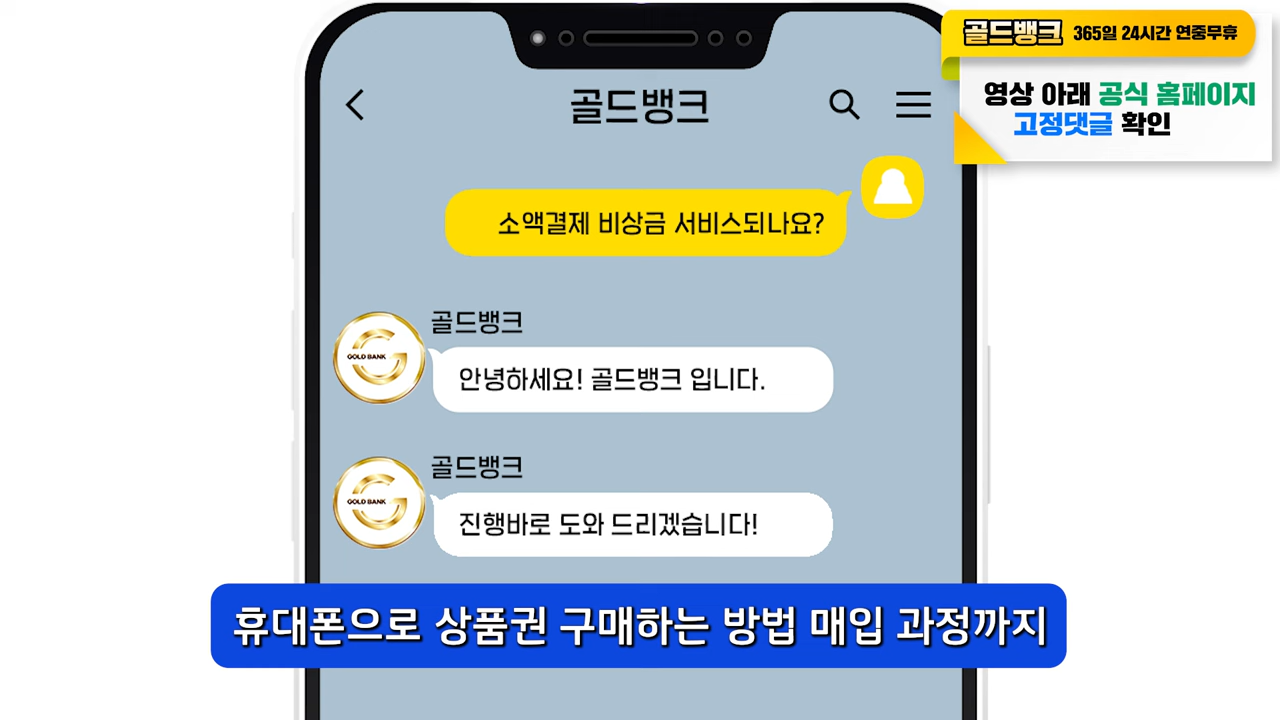 골드뱅크 365일 24시간 연중무휴
영상 아래 공식 홈페이지
고정댓글 확인
골드뱅크
소액결제 비상금 서비스되나요?
골드뱅크
GOLD BANK
안녕하세요! 골드뱅크 입니다.
골드뱅크
GOLD BANK
진행바로 도와 드리겠습니다!
휴대폰으로 상품권 구매하는 방법 매입 과정까지